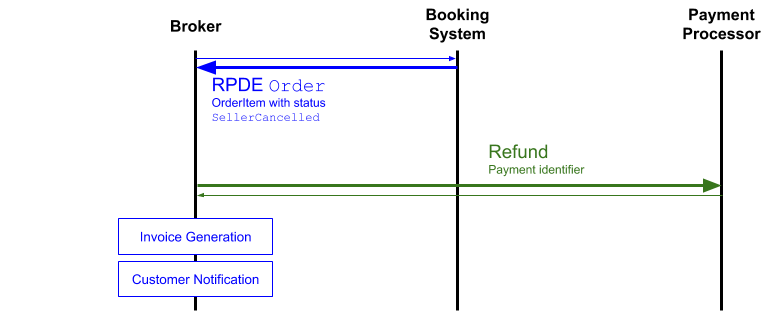 Broker
Booking
System
Payment
Processor
RPDE Order
OrderItem with status
SellerCancelled
Refund
Payment identifier
Invoice Generation
Customer Notification